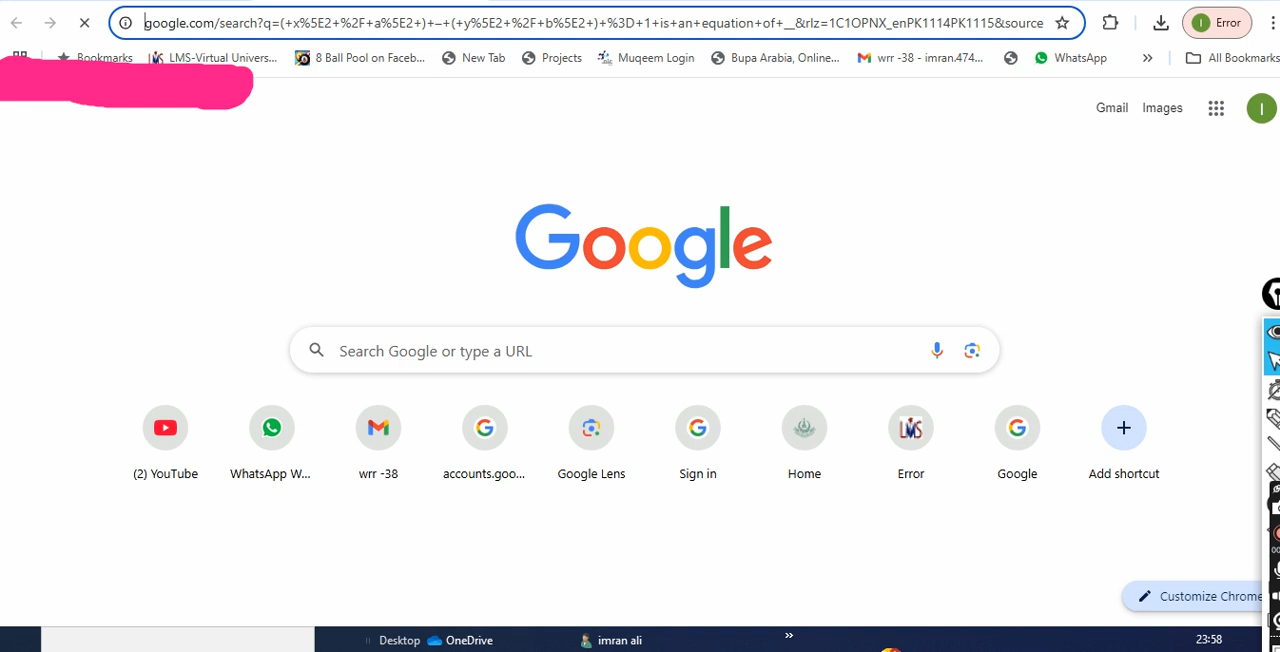 google.com/search?q=(+x%5E2+%2F+a%5E2+)+–+(+y%5E2+%2F+b%5E2+)+%3D+1+is+an+equation+of+__&rlz=1C1OPNX_enPK1114PK1115&source
I Error
Bookmarks LMS-Virtual Univers... 8 Ball Pool on Faceb... New Tab Projects Muqeem Login Bupa Arabia, Online... wrr -38 - imran.474... WhatsApp » All Bookmarks
Gmail Images I
Google
Search Google or type a URL
(2) YouTube WhatsApp W... wrr -38 accounts.goo... Google Lens Sign in Home Error Google Add shortcut
Customize Chrome
Desktop OneDrive imran ali » 23:58